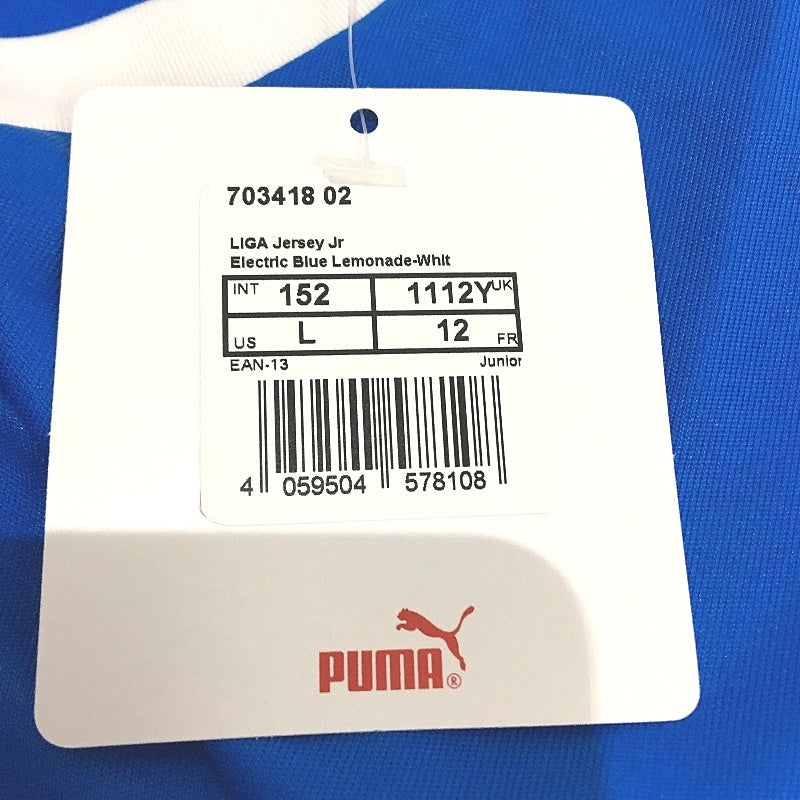 703418 02
LIGA Jersey Jr
Electric Blue Lemonade-Whit
INT 152 1112Y UK
US L 12 FR
EAN-13 Junior
4 059504 578108
PUMA®